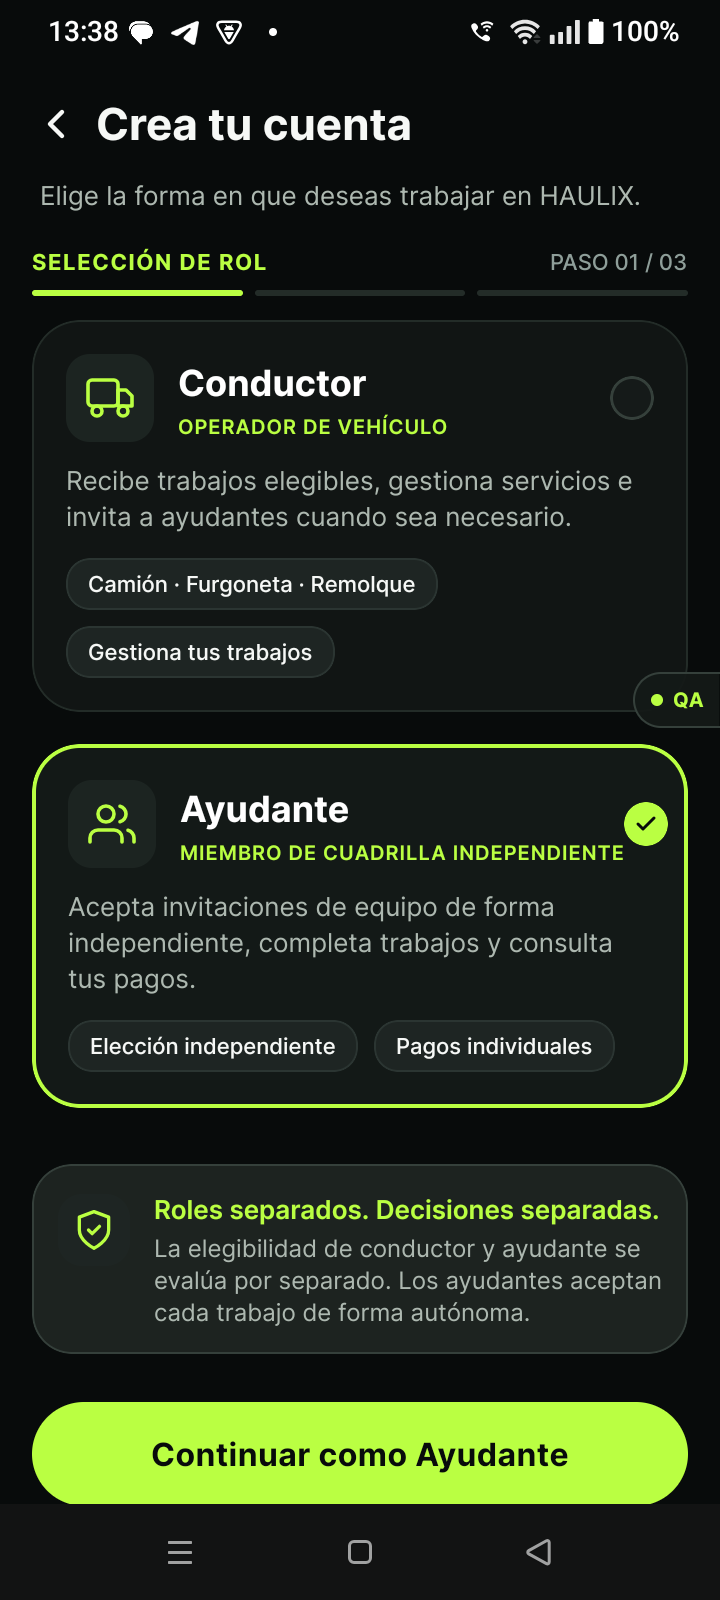 13:38
100%
Crea tu cuenta
Elige la forma en que deseas trabajar en HAULIX.
SELECCIÓN DE ROL
PASO 01 / 03
Conductor
OPERADOR DE VEHÍCULO
Recibe trabajos elegibles, gestiona servicios e
invita a ayudantes cuando sea necesario.
Camión · Furgoneta · Remolque
Gestiona tus trabajos
QA
Ayudante
MIEMBRO DE CUADRILLA INDEPENDIENTE
Acepta invitaciones de equipo de forma
independiente, completa trabajos y consulta
tus pagos.
Elección independiente
Pagos individuales
Roles separados. Decisiones separadas.
La elegibilidad de conductor y ayudante se
evalúa por separado. Los ayudantes aceptan
cada trabajo de forma autónoma.
Continuar como Ayudante